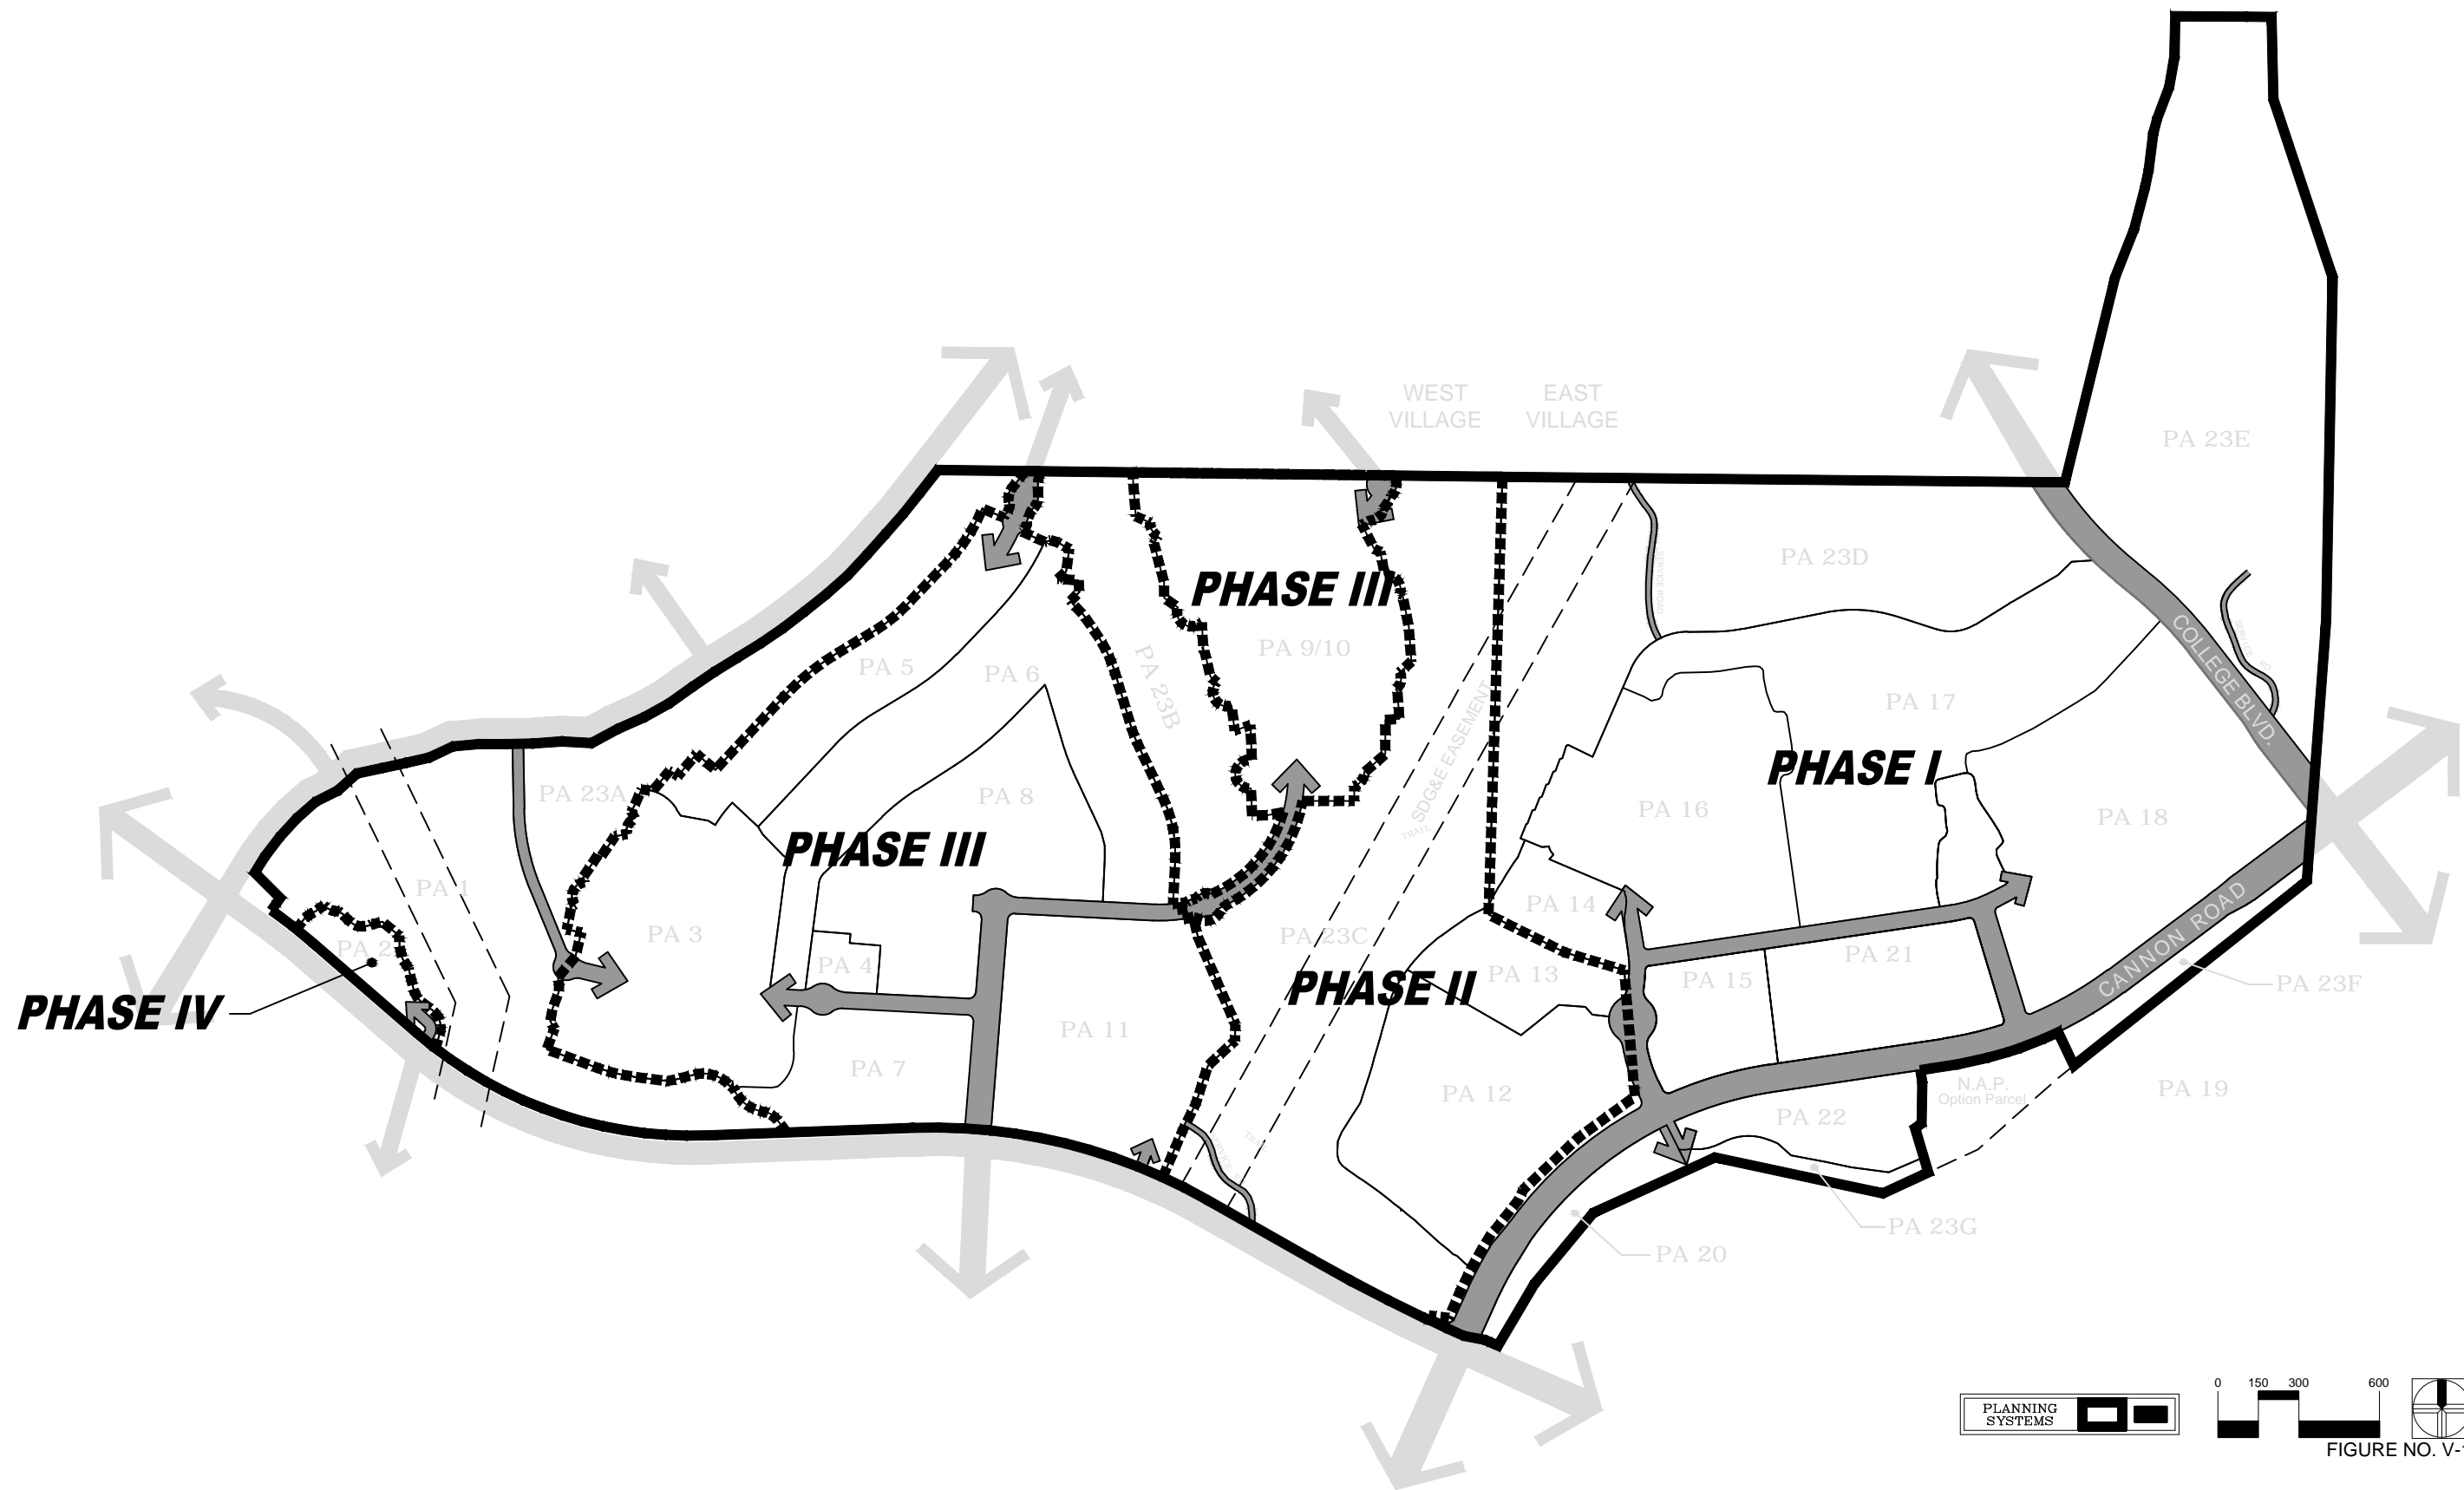 WEST
VILLAGE
EAST
VILLAGE
PA 23E
PA 23D
SERVICE ROAD
PHASE III
PA 9/10
PA 5
PA 6
PA 23B
PA 17
COLLEGE BLVD.
SDG&E EASEMENT
TRAIL
PHASE I
PA 23A
PA 8
PA 16
PA 18
PHASE III
PA 1
PA 14
PA 2
PA 3
PA 23C
PA 4
PA 13
PA 15
PA 21
CANNON ROAD
PA 23F
PHASE II
PHASE IV
PA 11
PA 7
PA 12
N.A.P.
Option Parcel
PA 19
PA 22
TRAIL
PA 23G
PA 20
0 150 300 600
PLANNING
SYSTEMS
FIGURE NO. V-